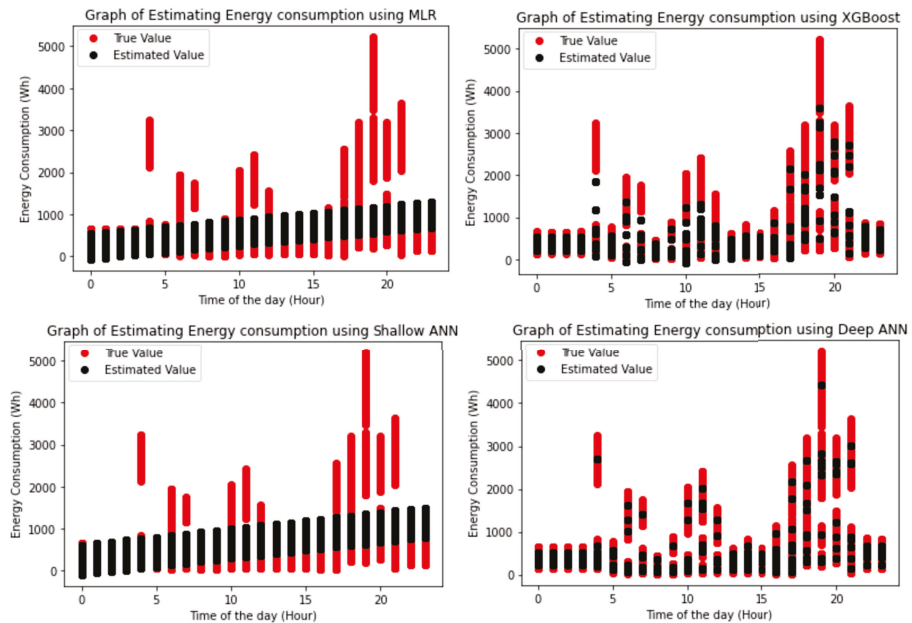 Graph of Estimating Energy consumption using MLR
True Value
Estimated Value
5000
4000
3000
2000
1000
0
Energy Consumption (Wh)
0
5
10
15
20
Time of the day (Hour)
Graph of Estimating Energy consumption using XGBoost
True Value
Estimated Value
5000
4000
3000
2000
1000
0
Energy Consumption (Wh)
0
5
10
15
20
Time of the day (Hour)
Graph of Estimating Energy consumption using Shallow ANN
True Value
Estimated Value
5000
4000
3000
2000
1000
0
Energy Consumption (Wh)
0
5
10
15
20
Time of the day (Hour)
Graph of Estimating Energy consumption using Deep ANN
True Value
Estimated Value
5000
4000
3000
2000
1000
0
Energy Consumption (Wh)
0
5
10
15
20
Time of the day (Hour)